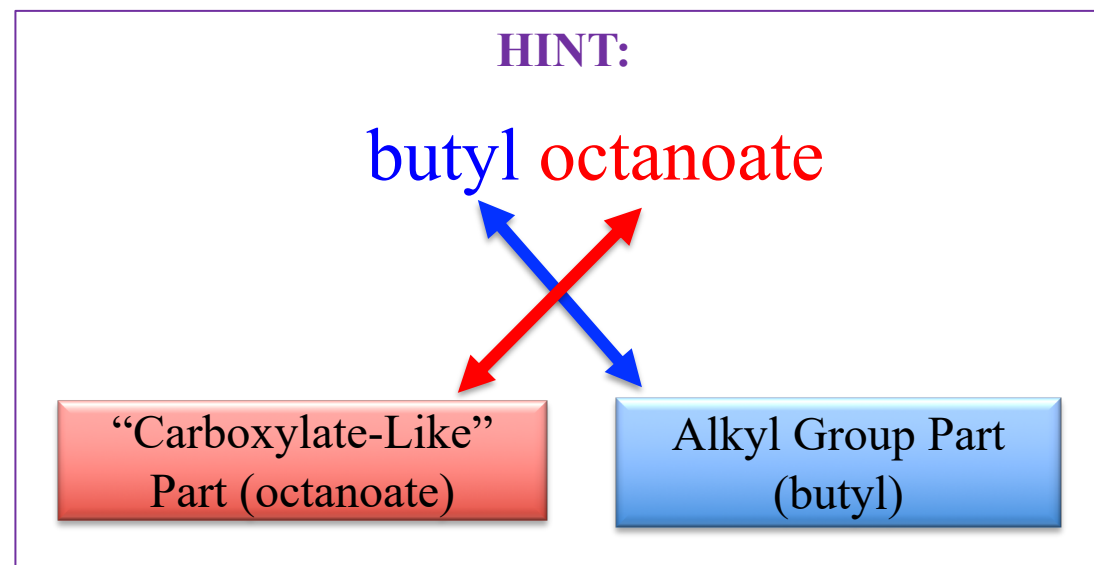 HINT:
butyl octanoate
“Carboxylate-Like”
Part (octanoate)
Alkyl Group Part
(butyl)